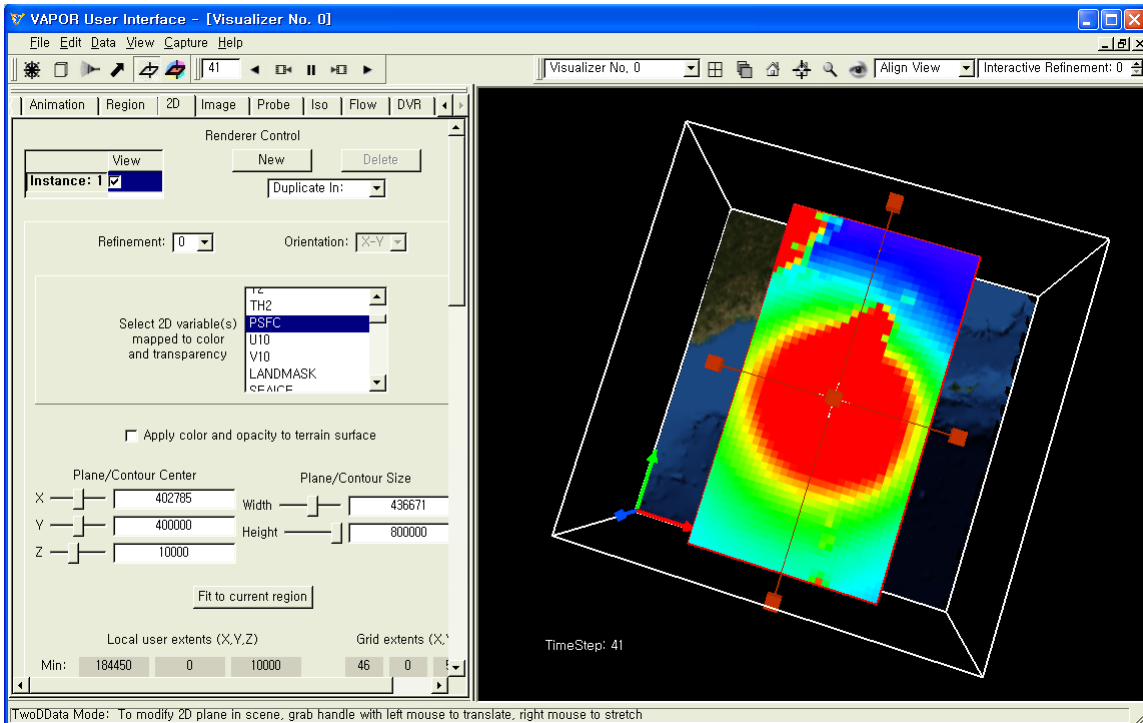 VAPOR User Interface - [Visualizer No. 0]
File Edit Data View Capture Help
41
Visualizer No. 0
Align View
Interactive Refinement: 0
Animation Region 2D Image Probe Iso Flow DVR
Renderer Control
View
Instance: 1
New
Delete
Duplicate In:
Refinement: 0
Orientation: X-Y
Select 2D variable(s)
mapped to color
and transparency
T2
TH2
PSFC
U10
V10
LANDMASK
SEAICE
Apply color and opacity to terrain surface
Plane/Contour Center
Plane/Contour Size
X 402785
Y 400000
Z 10000
Width 436671
Height 800000
Fit to current region
Local user extents (X,Y,Z)
Grid extents (X,Y
Min: 184450 0 10000 46 0
TimeStep: 41
TwoDData Mode: To modify 2D plane in scene, grab handle with left mouse to translate, right mouse to stretch